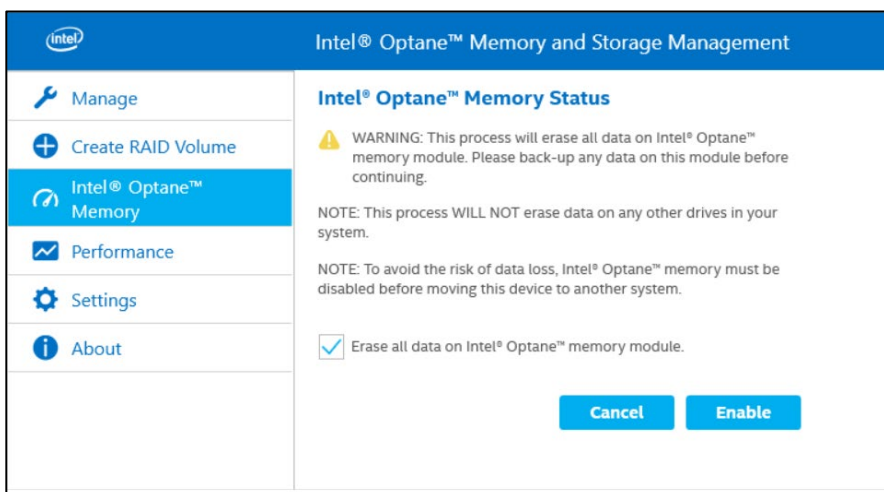 intel
Intel® Optane™ Memory and Storage Management
Manage
Create RAID Volume
Intel® Optane™
Memory
Performance
Settings
About
Intel® Optane™ Memory Status
WARNING: This process will erase all data on Intel® Optane™
memory module. Please back-up any data on this module before
continuing.
NOTE: This process WILL NOT erase data on any other drives in your
system.
NOTE: To avoid the risk of data loss, Intel® Optane™ memory must be
disabled before moving this device to another system.
Erase all data on Intel® Optane™ memory module.
Cancel
Enable